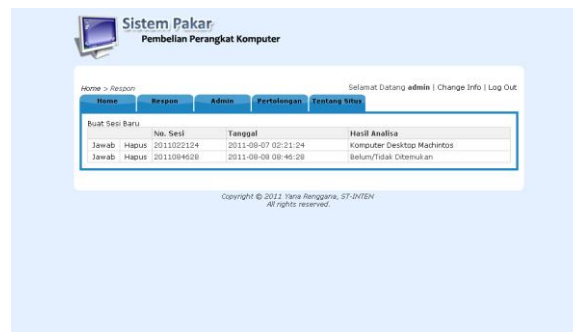 Sistem Pakar
Pembelian Perangkat Komputer
Home > Respon
Selamat Datang admin | Change Info | Log Out
Home Respon Admin Pertolongan Tentang Situs
Buat Sesi Baru
No. Sesi Tanggal Hasil Analisa
Jawab Hapus 2011022124 2011-08-07 02:21:24 Komputer Desktop Machintos
Jawab Hapus 2011084628 2011-08-08 08:46:28 Belum/Tidak Ditemukan
Copyright © 2011 Yana Renggana, ST-INTEN
All rights reserved.